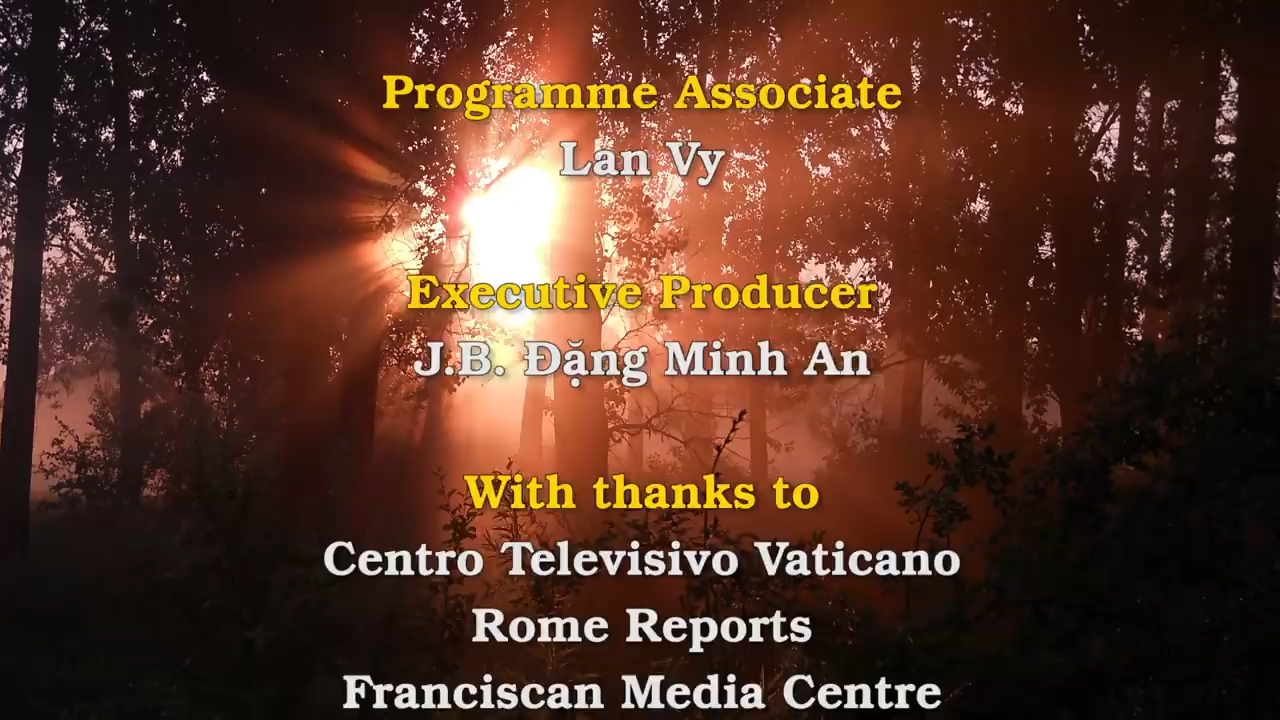 Programme Associate
Lan Vy
Executive Producer
J.B. Đặng Minh An
With thanks to
Centro Televisivo Vaticano
Rome Reports
Franciscan Media Centre